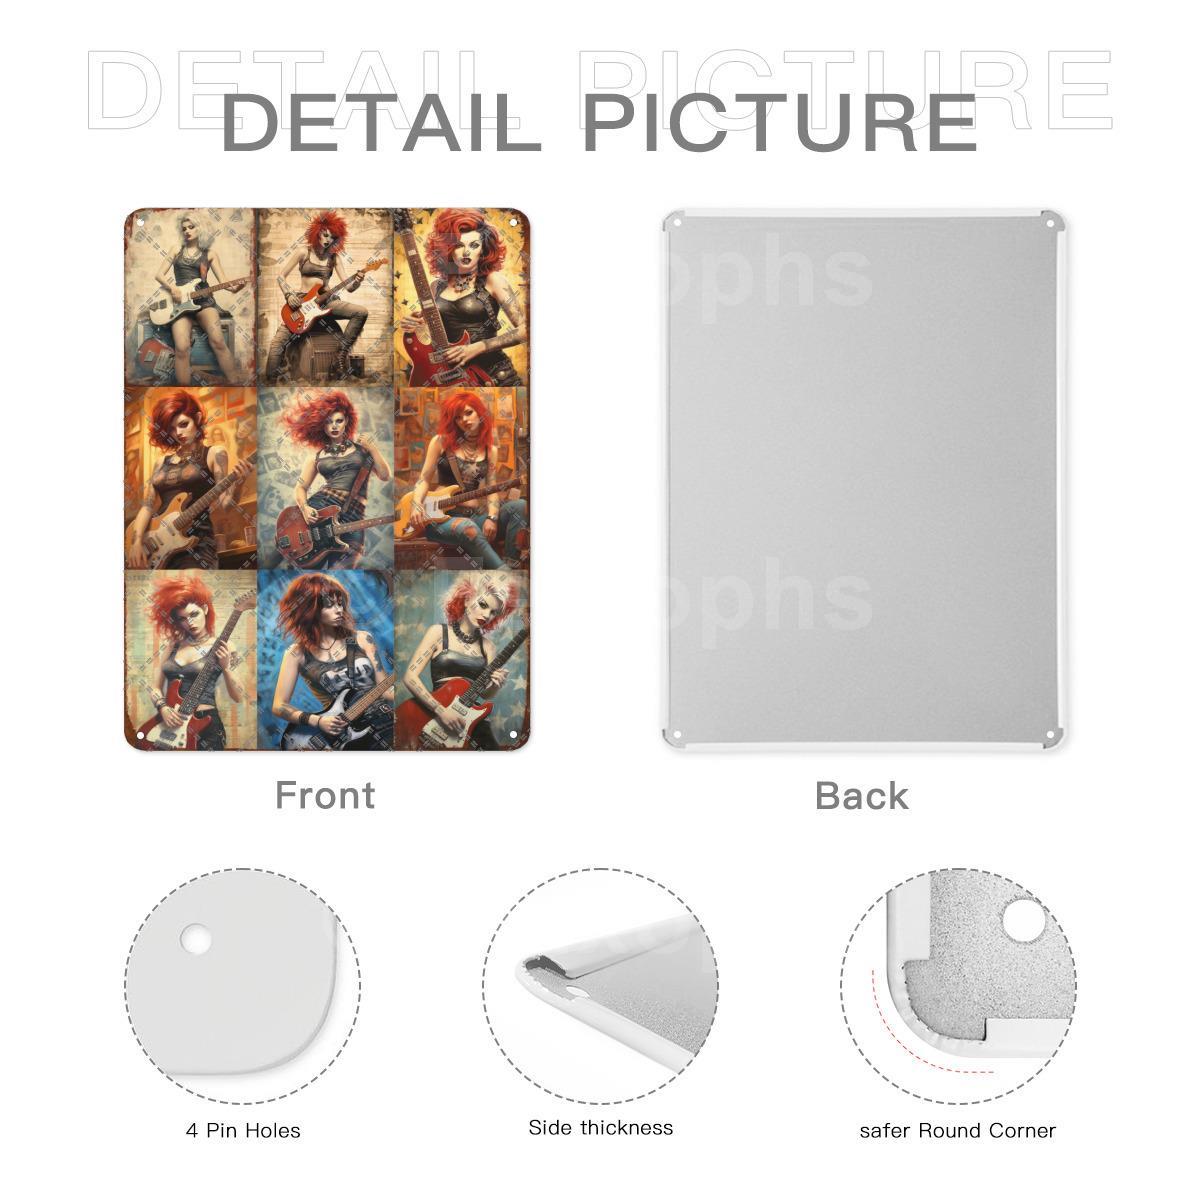 DETAIL PICTURE
DETAIL PICTURE
Front
Back
4 Pin Holes
Side thickness
safer Round Corner